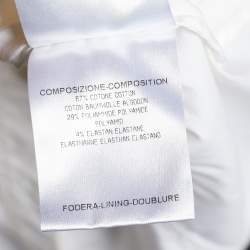 COMPOSIZIONE-COMPOSITION
67% COTONE COTTON
COTON BAUMWOLLE ALGODON
29% POLIAMMIDE POLYAMIDE
POLYAMID
4% ELASTAN ELASTANE
ELASTHANNE ELASTHAN ELASTANO
FODERA-LINING-DOUBLURE